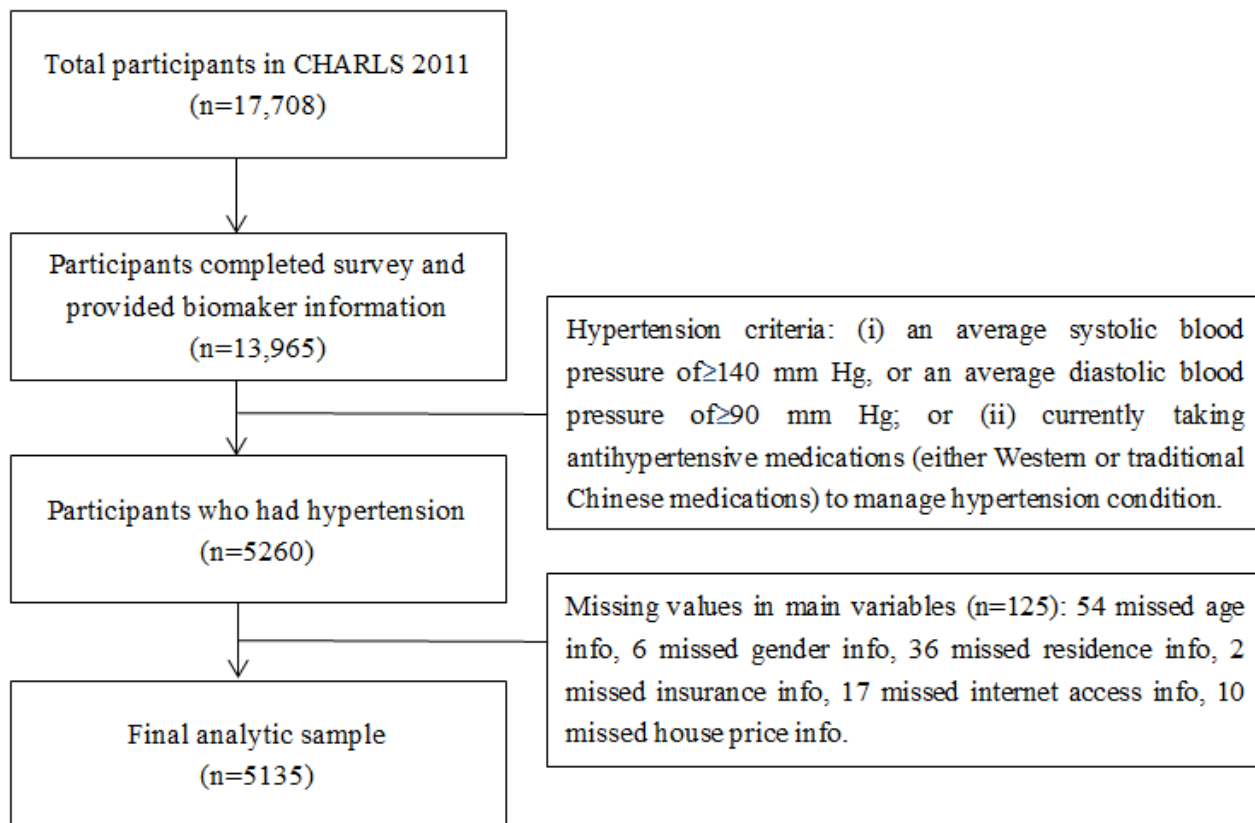 Total participants in CHARLS 2011
(n=17,708)
Participants completed survey and
provided biomaker information
(n=13,965)
Hypertension criteria: (i) an average systolic blood
pressure of≥140 mm Hg, or an average diastolic blood
pressure of≥90 mm Hg; or (ii) currently taking
antihypertensive medications (either Western or traditional
Chinese medications) to manage hypertension condition.
Participants who had hypertension
(n=5260)
Missing values in main variables (n=125): 54 missed age
info, 6 missed gender info, 36 missed residence info, 2
missed insurance info, 17 missed internet access info, 10
missed house price info.
Final analytic sample
(n=5135)